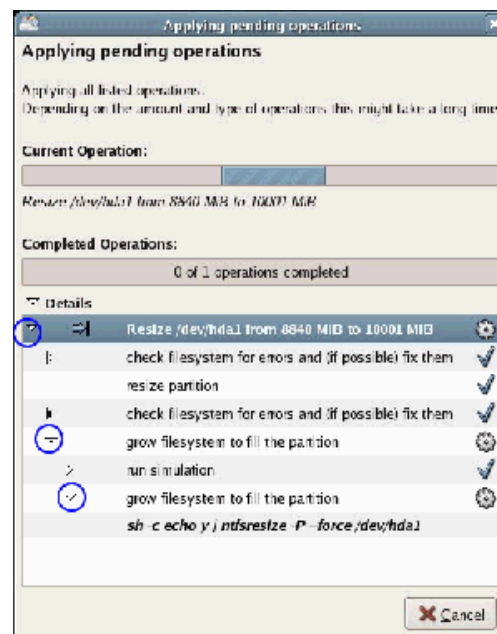 Applying pending operations
Applying pending operations
Applying all listed operations.
Depending on the amount and type of operations this might take a long time
Current Operation:
Resize /dev/hda1 from 8840 MiB to 10001 MiB
Completed Operations:
0 of 1 operations completed
Details
Resize /dev/hda1 from 8840 MiB to 10001 MiB
check filesystem for errors and (if possible) fix them
resize partition
check filesystem for errors and (if possible) fix them
grow filesystem to fill the partition
run simulation
grow filesystem to fill the partition
sh -c echo y | ntfsresize -P --force /dev/hda1
Cancel